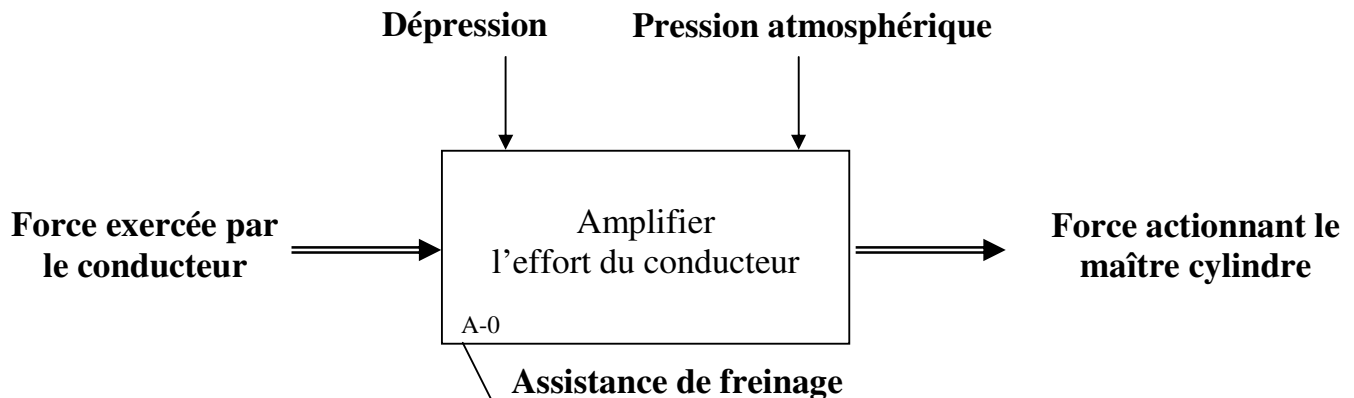 Dépression
Pression atmosphérique
Force exercée par
le conducteur
Amplifier
l’effort du conducteur
A-0
Force actionnant le
maître cylindre
Assistance de freinage